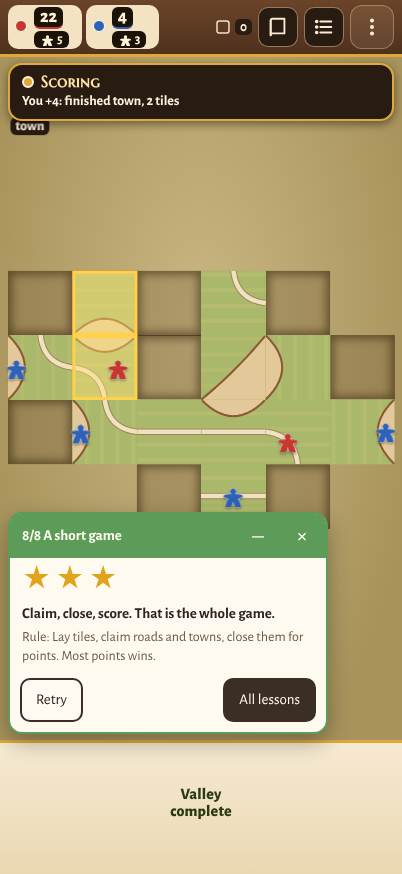 22
5
4
3
0
Scoring
You +4: finished town, 2 tiles
town
8/8 A short game
Claim, close, score. That is the whole game.
Rule: Lay tiles, claim roads and towns, close them for
points. Most points wins.
Retry
All lessons
Valley
complete